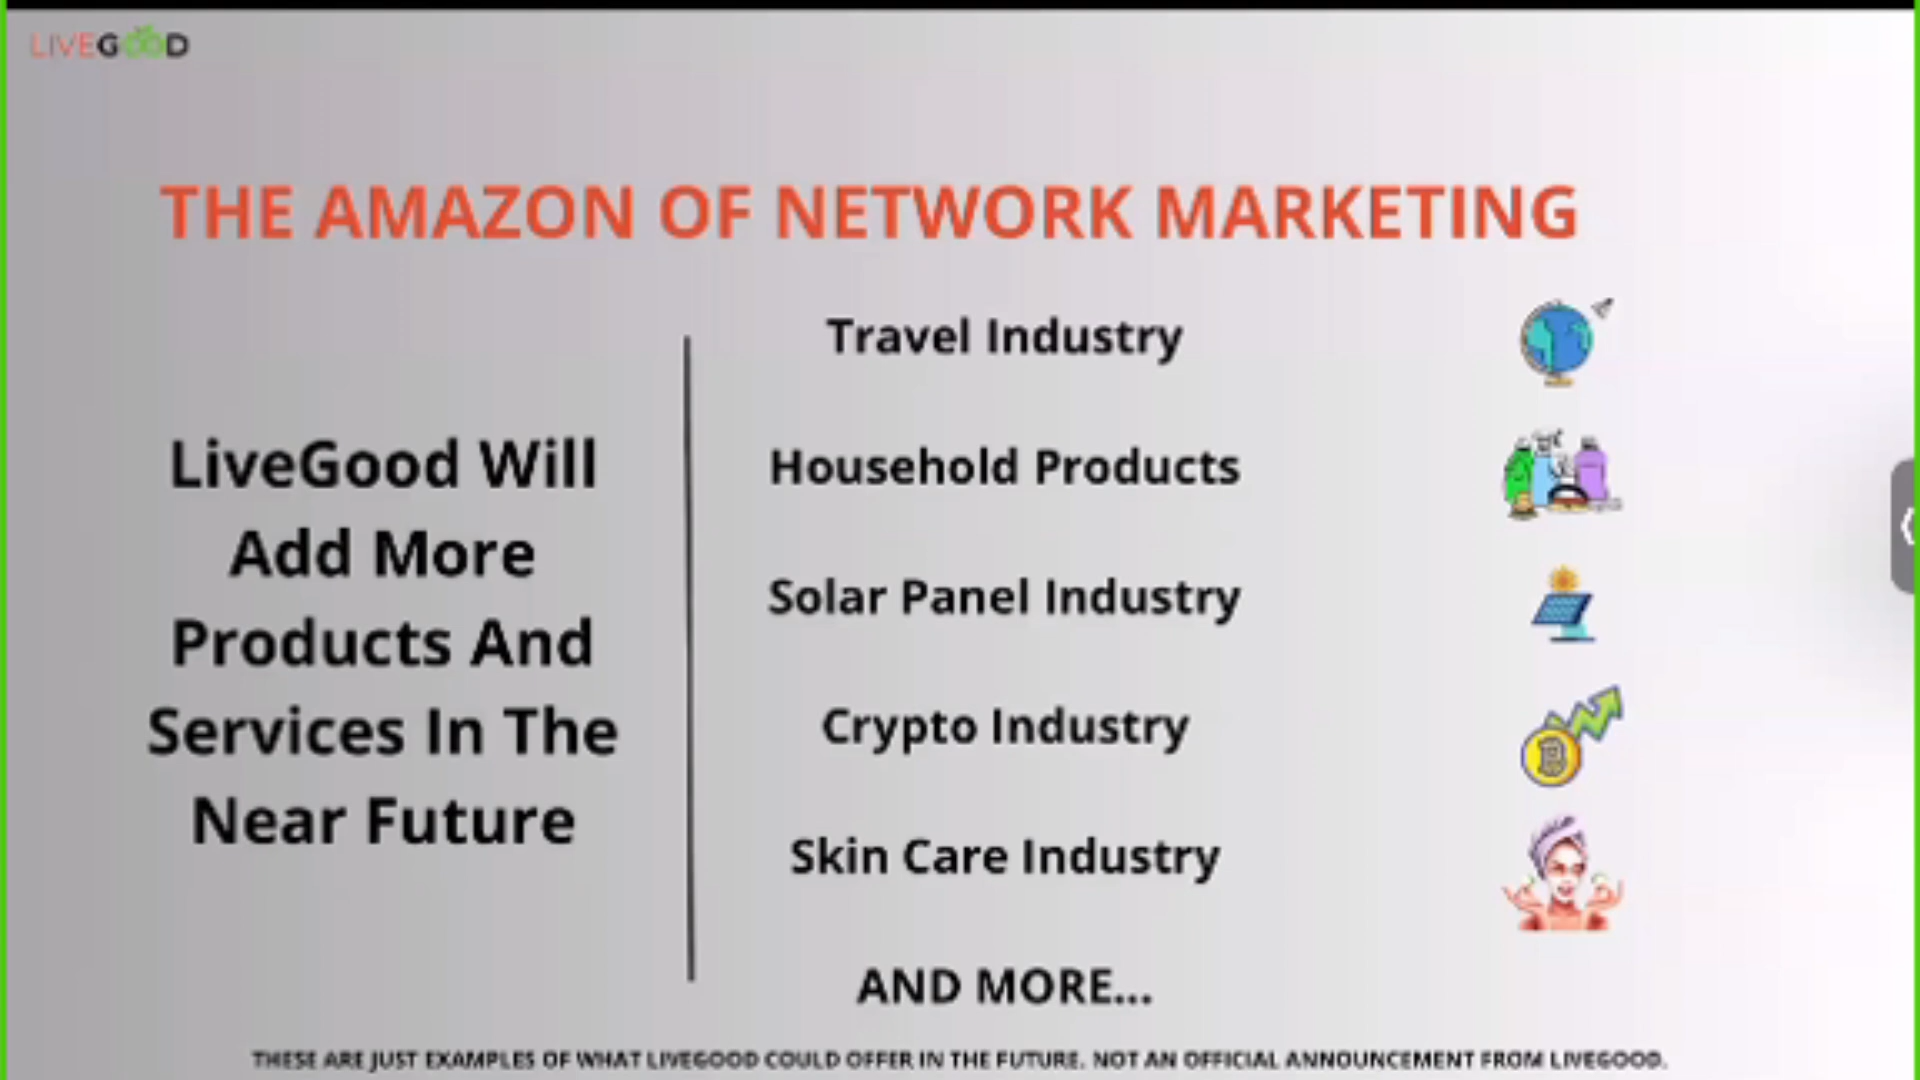 LIVEGOOD
THE AMAZON OF NETWORK MARKETING
LiveGood Will
Add More
Products And
Services In The
Near Future
Travel Industry
Household Products
Solar Panel Industry
Crypto Industry
Skin Care Industry
AND MORE...
THESE ARE JUST EXAMPLES OF WHAT LIVEGOOD COULD OFFER IN THE FUTURE. NOT AN OFFICIAL ANNOUNCEMENT FROM LIVEGOOD.